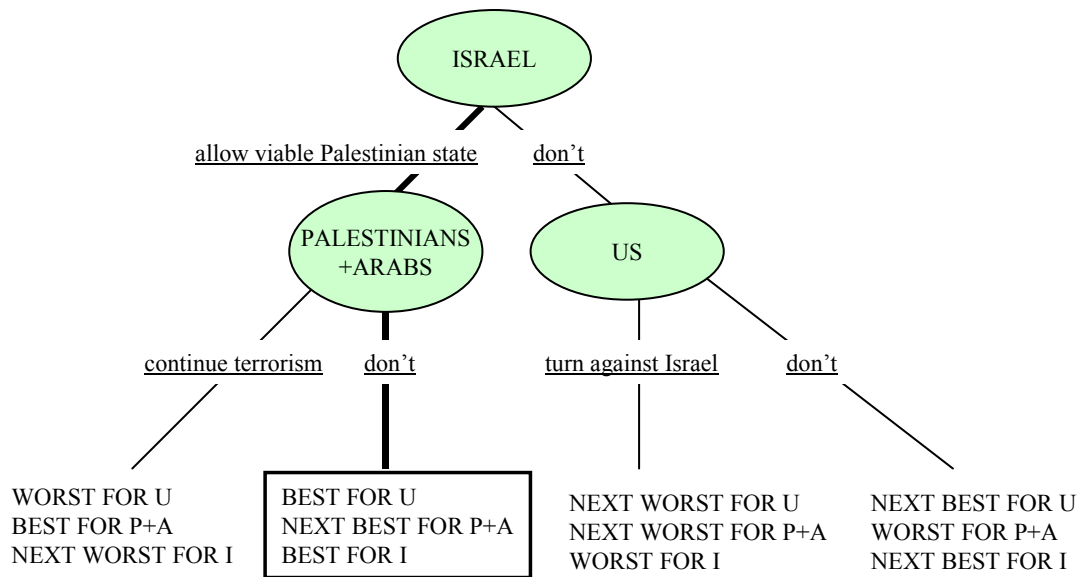 ISRAEL
allow viable Palestinian state
don’t
PALESTINIANS
+ARABS
US
continue terrorism
don’t
turn against Israel
don’t
WORST FOR U
BEST FOR P+A
NEXT WORST FOR I
BEST FOR U
NEXT BEST FOR P+A
BEST FOR I
NEXT WORST FOR U
NEXT WORST FOR P+A
WORST FOR I
NEXT BEST FOR U
WORST FOR P+A
NEXT BEST FOR I